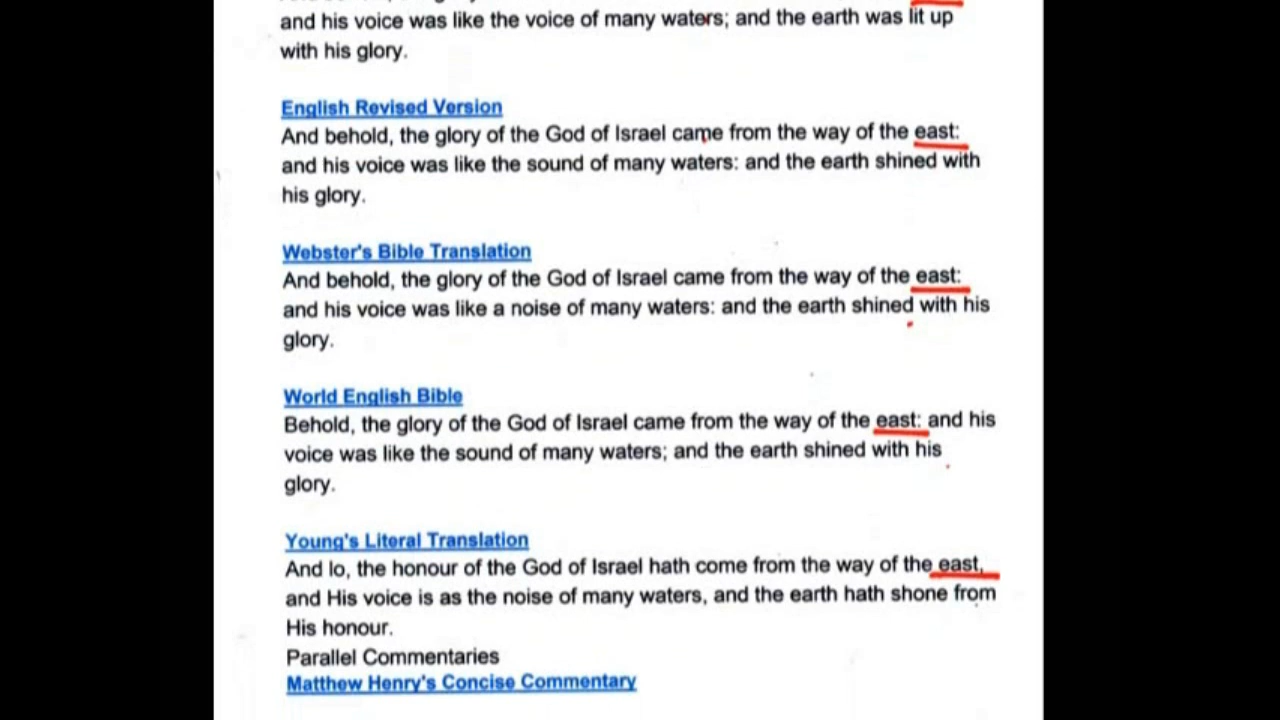 and his voice was like the voice of many waters; and the earth was lit up
with his glory.
English Revised Version
And behold, the glory of the God of Israel came from the way of the east:
and his voice was like the sound of many waters: and the earth shined with
his glory.
Webster's Bible Translation
And behold, the glory of the God of Israel came from the way of the east:
and his voice was like a noise of many waters: and the earth shined with his
glory.
World English Bible
Behold, the glory of the God of Israel came from the way of the east: and his
voice was like the sound of many waters; and the earth shined with his
glory.
Young's Literal Translation
And lo, the honour of the God of Israel hath come from the way of the east,
and His voice is as the noise of many waters, and the earth hath shone from
His honour.
Parallel Commentaries
Matthew Henry's Concise Commentary